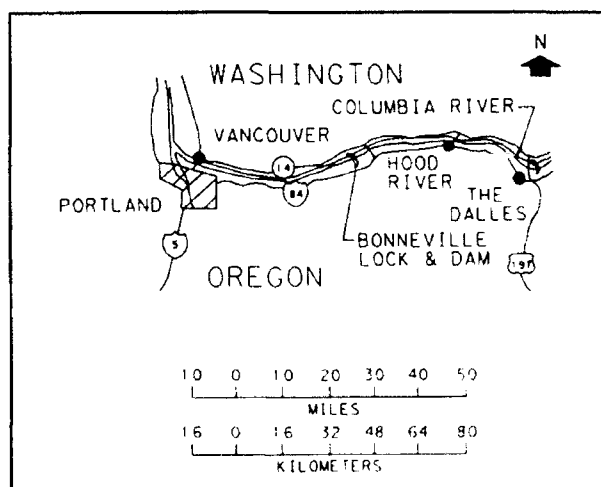 N
WASHINGTON
COLUMBIA RIVER
VANCOUVER
14
HOOD
RIVER
84
THE
DALLES
PORTLAND
BONNEVILLE
LOCK & DAM
5
OREGON
197
10 0 10 20 30 40 50
MILES
16 0 16 32 48 64 80
KILOMETERS